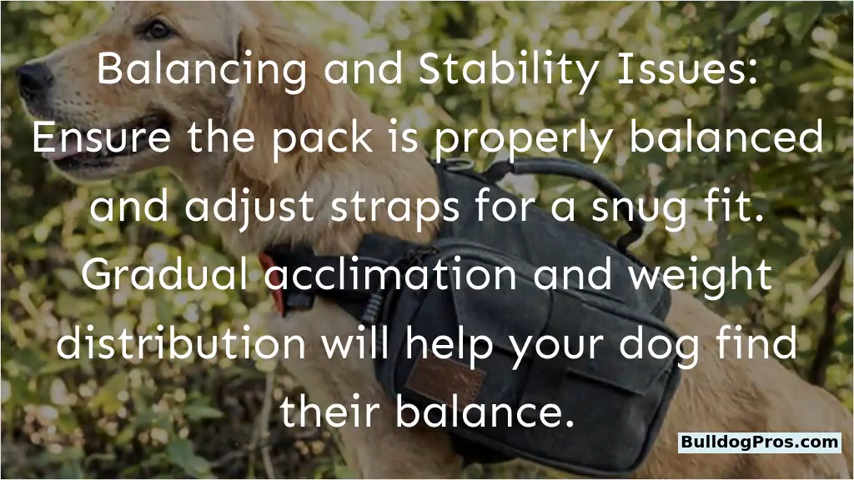 Balancing and Stability Issues:
Ensure the pack is properly balanced
and adjust straps for a snug fit.
Gradual acclimation and weight
distribution will help your dog find
their balance.
BulldogPros.com